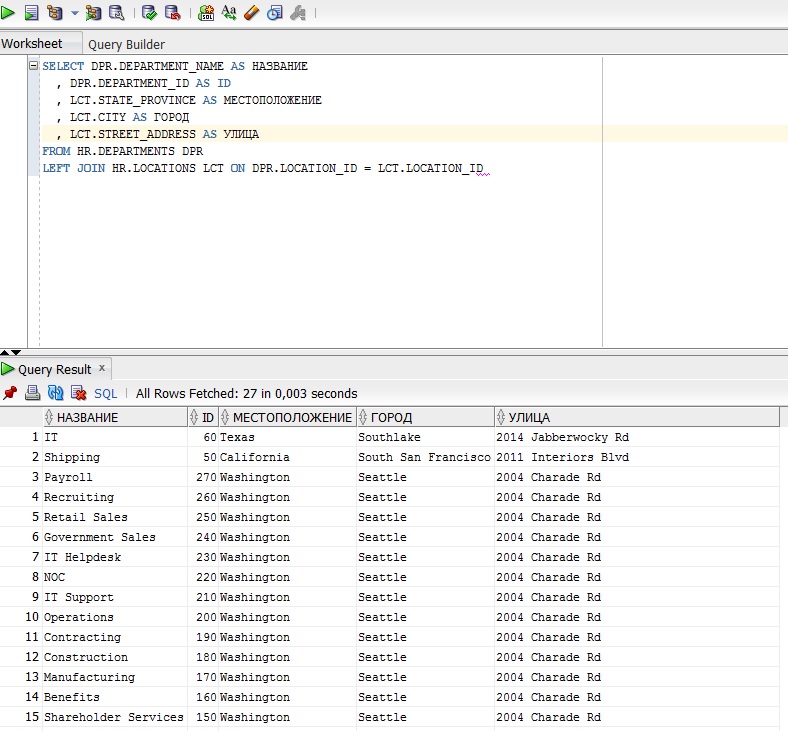 Worksheet Query Builder
SELECT DPR.DEPARTMENT_NAME AS НАЗВАНИЕ
, DPR.DEPARTMENT_ID AS ID
, LCT.STATE_PROVINCE AS МЕСТОПОЛОЖЕНИЕ
, LCT.CITY AS ГОРОД
, LCT.STREET_ADDRESS AS УЛИЦА
FROM HR.DEPARTMENTS DPR
LEFT JOIN HR.LOCATIONS LCT ON DPR.LOCATION_ID = LCT.LOCATION_ID
Query Result x
SQL | All Rows Fetched: 27 in 0,003 seconds
НАЗВАНИЕ ID МЕСТОПОЛОЖЕНИЕ ГОРОД УЛИЦА
1 IT 60 Texas Southlake 2014 Jabberwocky Rd
2 Shipping 50 California South San Francisco 2011 Interiors Blvd
3 Payroll 270 Washington Seattle 2004 Charade Rd
4 Recruiting 260 Washington Seattle 2004 Charade Rd
5 Retail Sales 250 Washington Seattle 2004 Charade Rd
6 Government Sales 240 Washington Seattle 2004 Charade Rd
7 IT Helpdesk 230 Washington Seattle 2004 Charade Rd
8 NOC 220 Washington Seattle 2004 Charade Rd
9 IT Support 210 Washington Seattle 2004 Charade Rd
10 Operations 200 Washington Seattle 2004 Charade Rd
11 Contracting 190 Washington Seattle 2004 Charade Rd
12 Construction 180 Washington Seattle 2004 Charade Rd
13 Manufacturing 170 Washington Seattle 2004 Charade Rd
14 Benefits 160 Washington Seattle 2004 Charade Rd
15 Shareholder Services 150 Washington Seattle 2004 Charade Rd